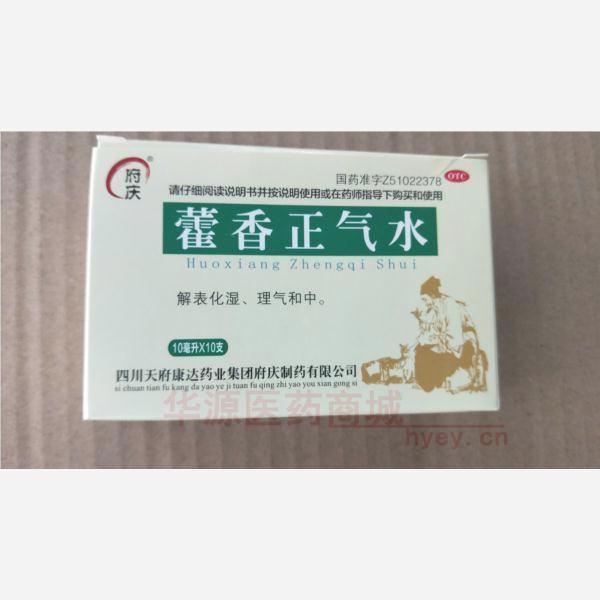 府庆®
国药准字Z51022378 OTC
请仔细阅读说明书并按说明使用或在药师指导下购买和使用
藿香正气水
Huoxiang Zhengqi Shui
解表化湿、理气和中。
10毫升X10支
四川天府康达药业集团府庆制药有限公司
si chuan tian fu kang da yao ye ji tuan fu qing zhi yao you xian gong si
华源医药商城
hyey.cn